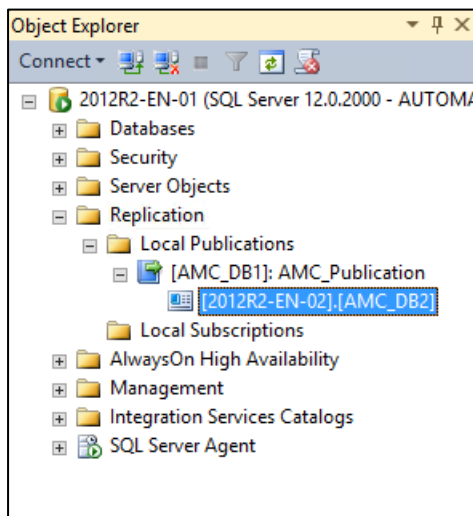 Object Explorer
Connect
2012R2-EN-01 (SQL Server 12.0.2000 - AUTOMA
Databases
Security
Server Objects
Replication
Local Publications
[AMC_DB1]: AMC_Publication
[2012R2-EN-02].[AMC_DB2]
Local Subscriptions
AlwaysOn High Availability
Management
Integration Services Catalogs
SQL Server Agent